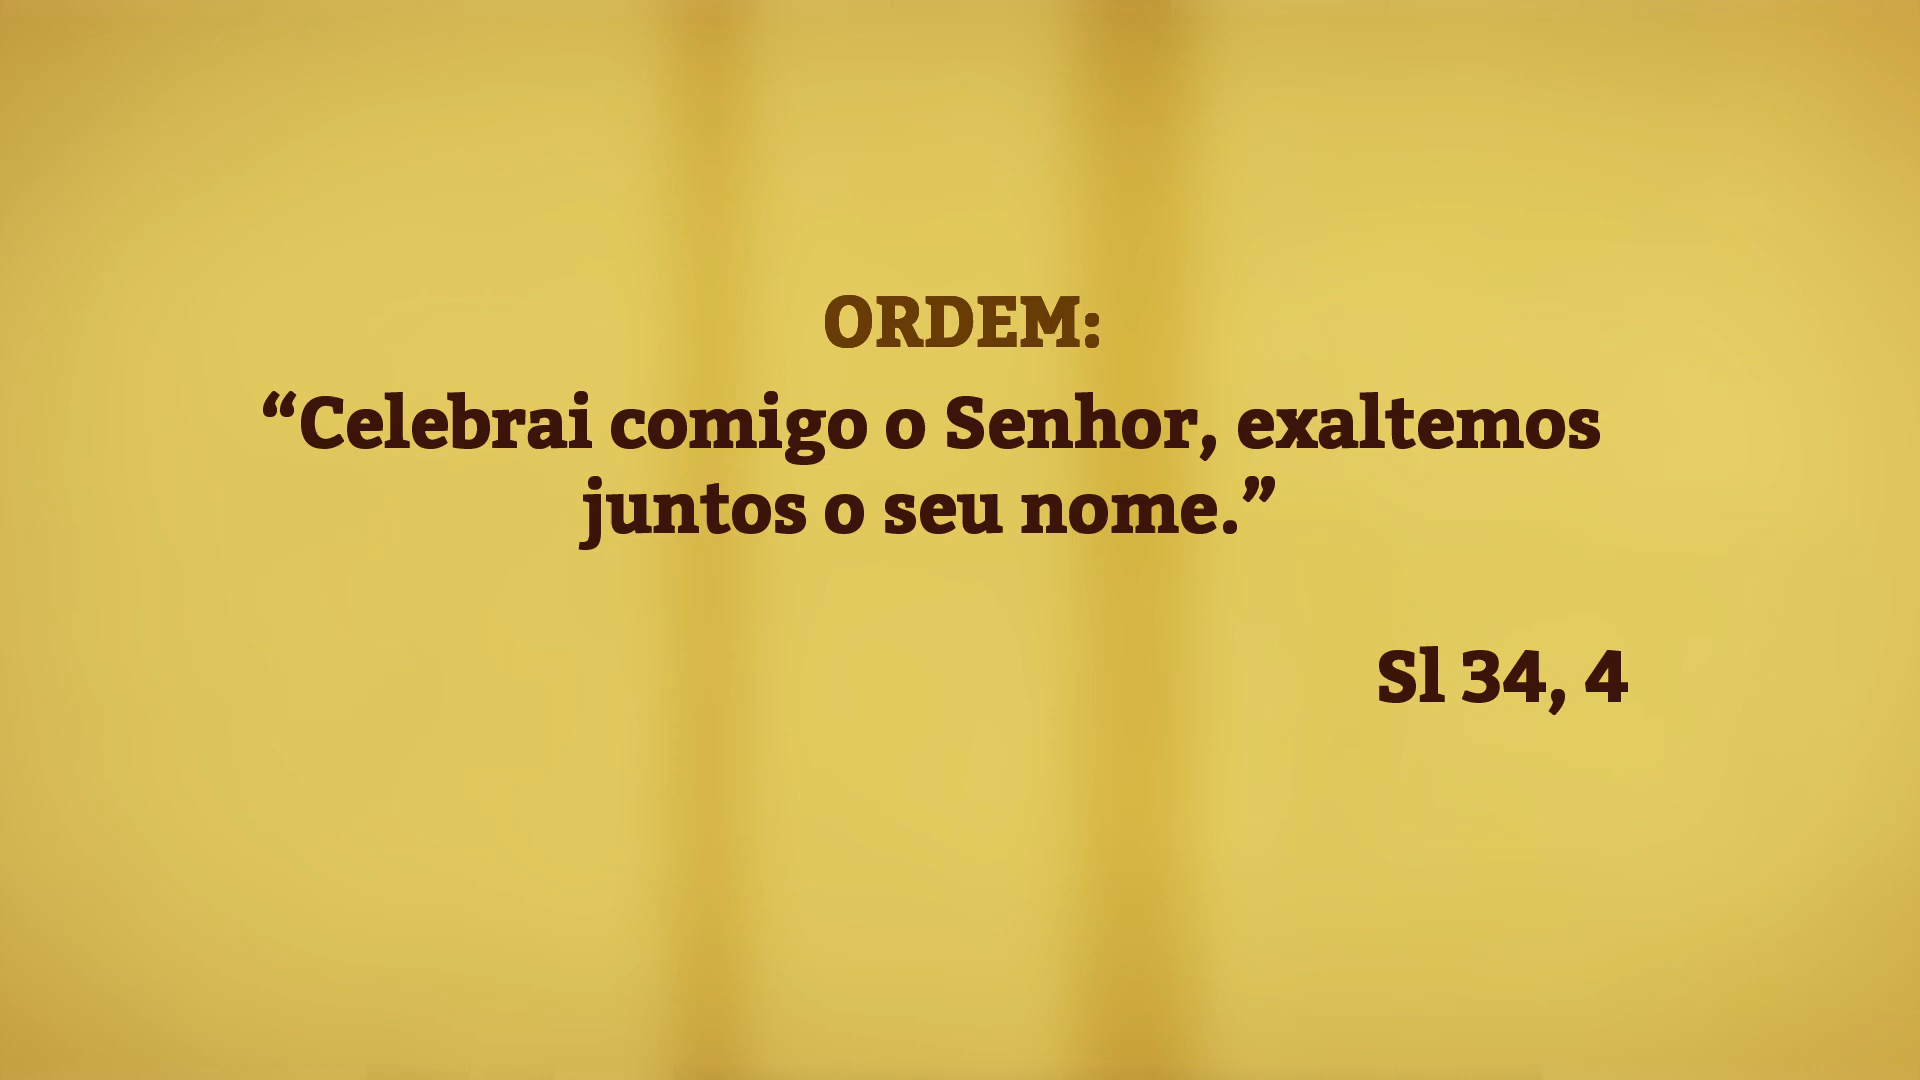 ORDEM:
“Celebrai comigo o Senhor, exaltemos
juntos o seu nome.”
Sl 34, 4